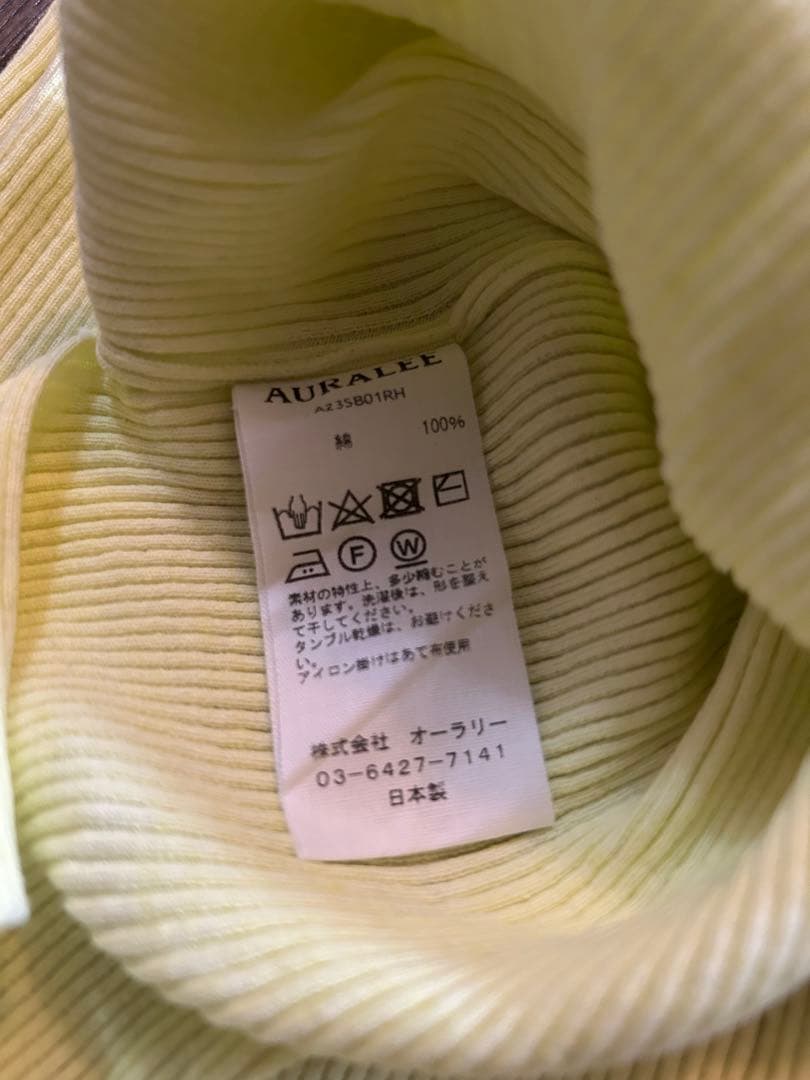 AURALEE
A23SB01RH
綿 100%
F W
素材の特性上、多少縮むことが
あります。洗濯後は、形を整え
て干してください。
タンブル乾燥は、お避けくださ
い。
アイロン掛けはあて布使用
株式会社 オーラリー
03-6427-7141
日本製